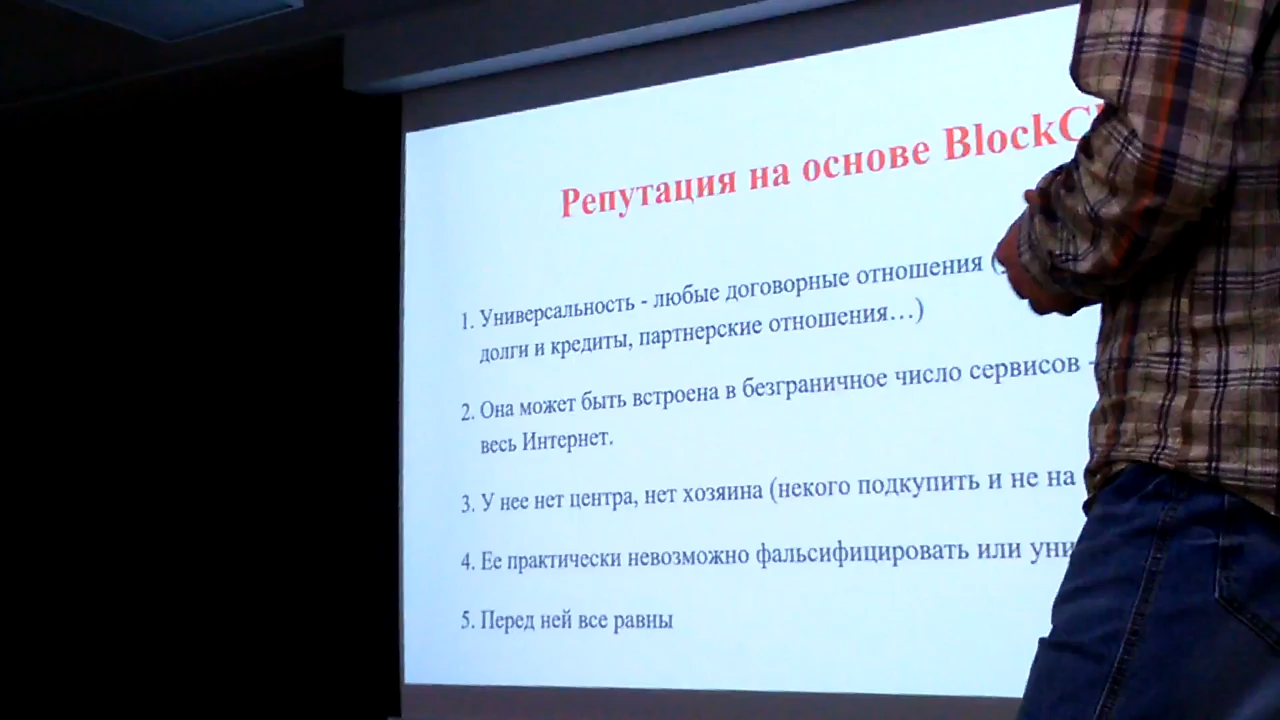 Репутация на основе BlockC
1. Универсальность - любые договорные отношения (
долги и кредиты, партнерские отношения...)
2. Она может быть встроена в безграничное число сервисов -
весь Интернет.
3. У нее нет центра, нет хозяина (некого подкупить и не на
4. Ее практически невозможно фальсифицировать или уни
5. Перед ней все равны